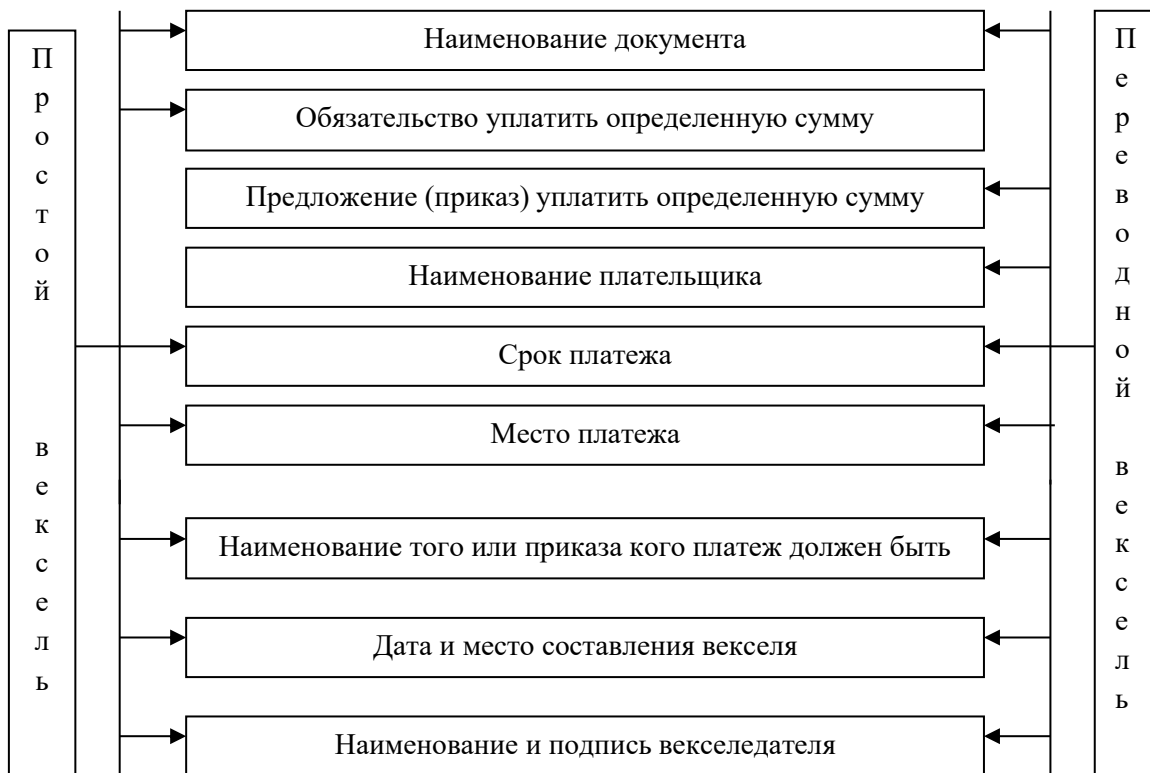 Простой вексель
Наименование документа
Обязательство уплатить определенную сумму
Предложение (приказ) уплатить определенную сумму
Наименование плательщика
Срок платежа
Место платежа
Наименование того или приказа кого платеж должен быть
Дата и место составления векселя
Наименование и подпись векселедателя
Переводной вексель